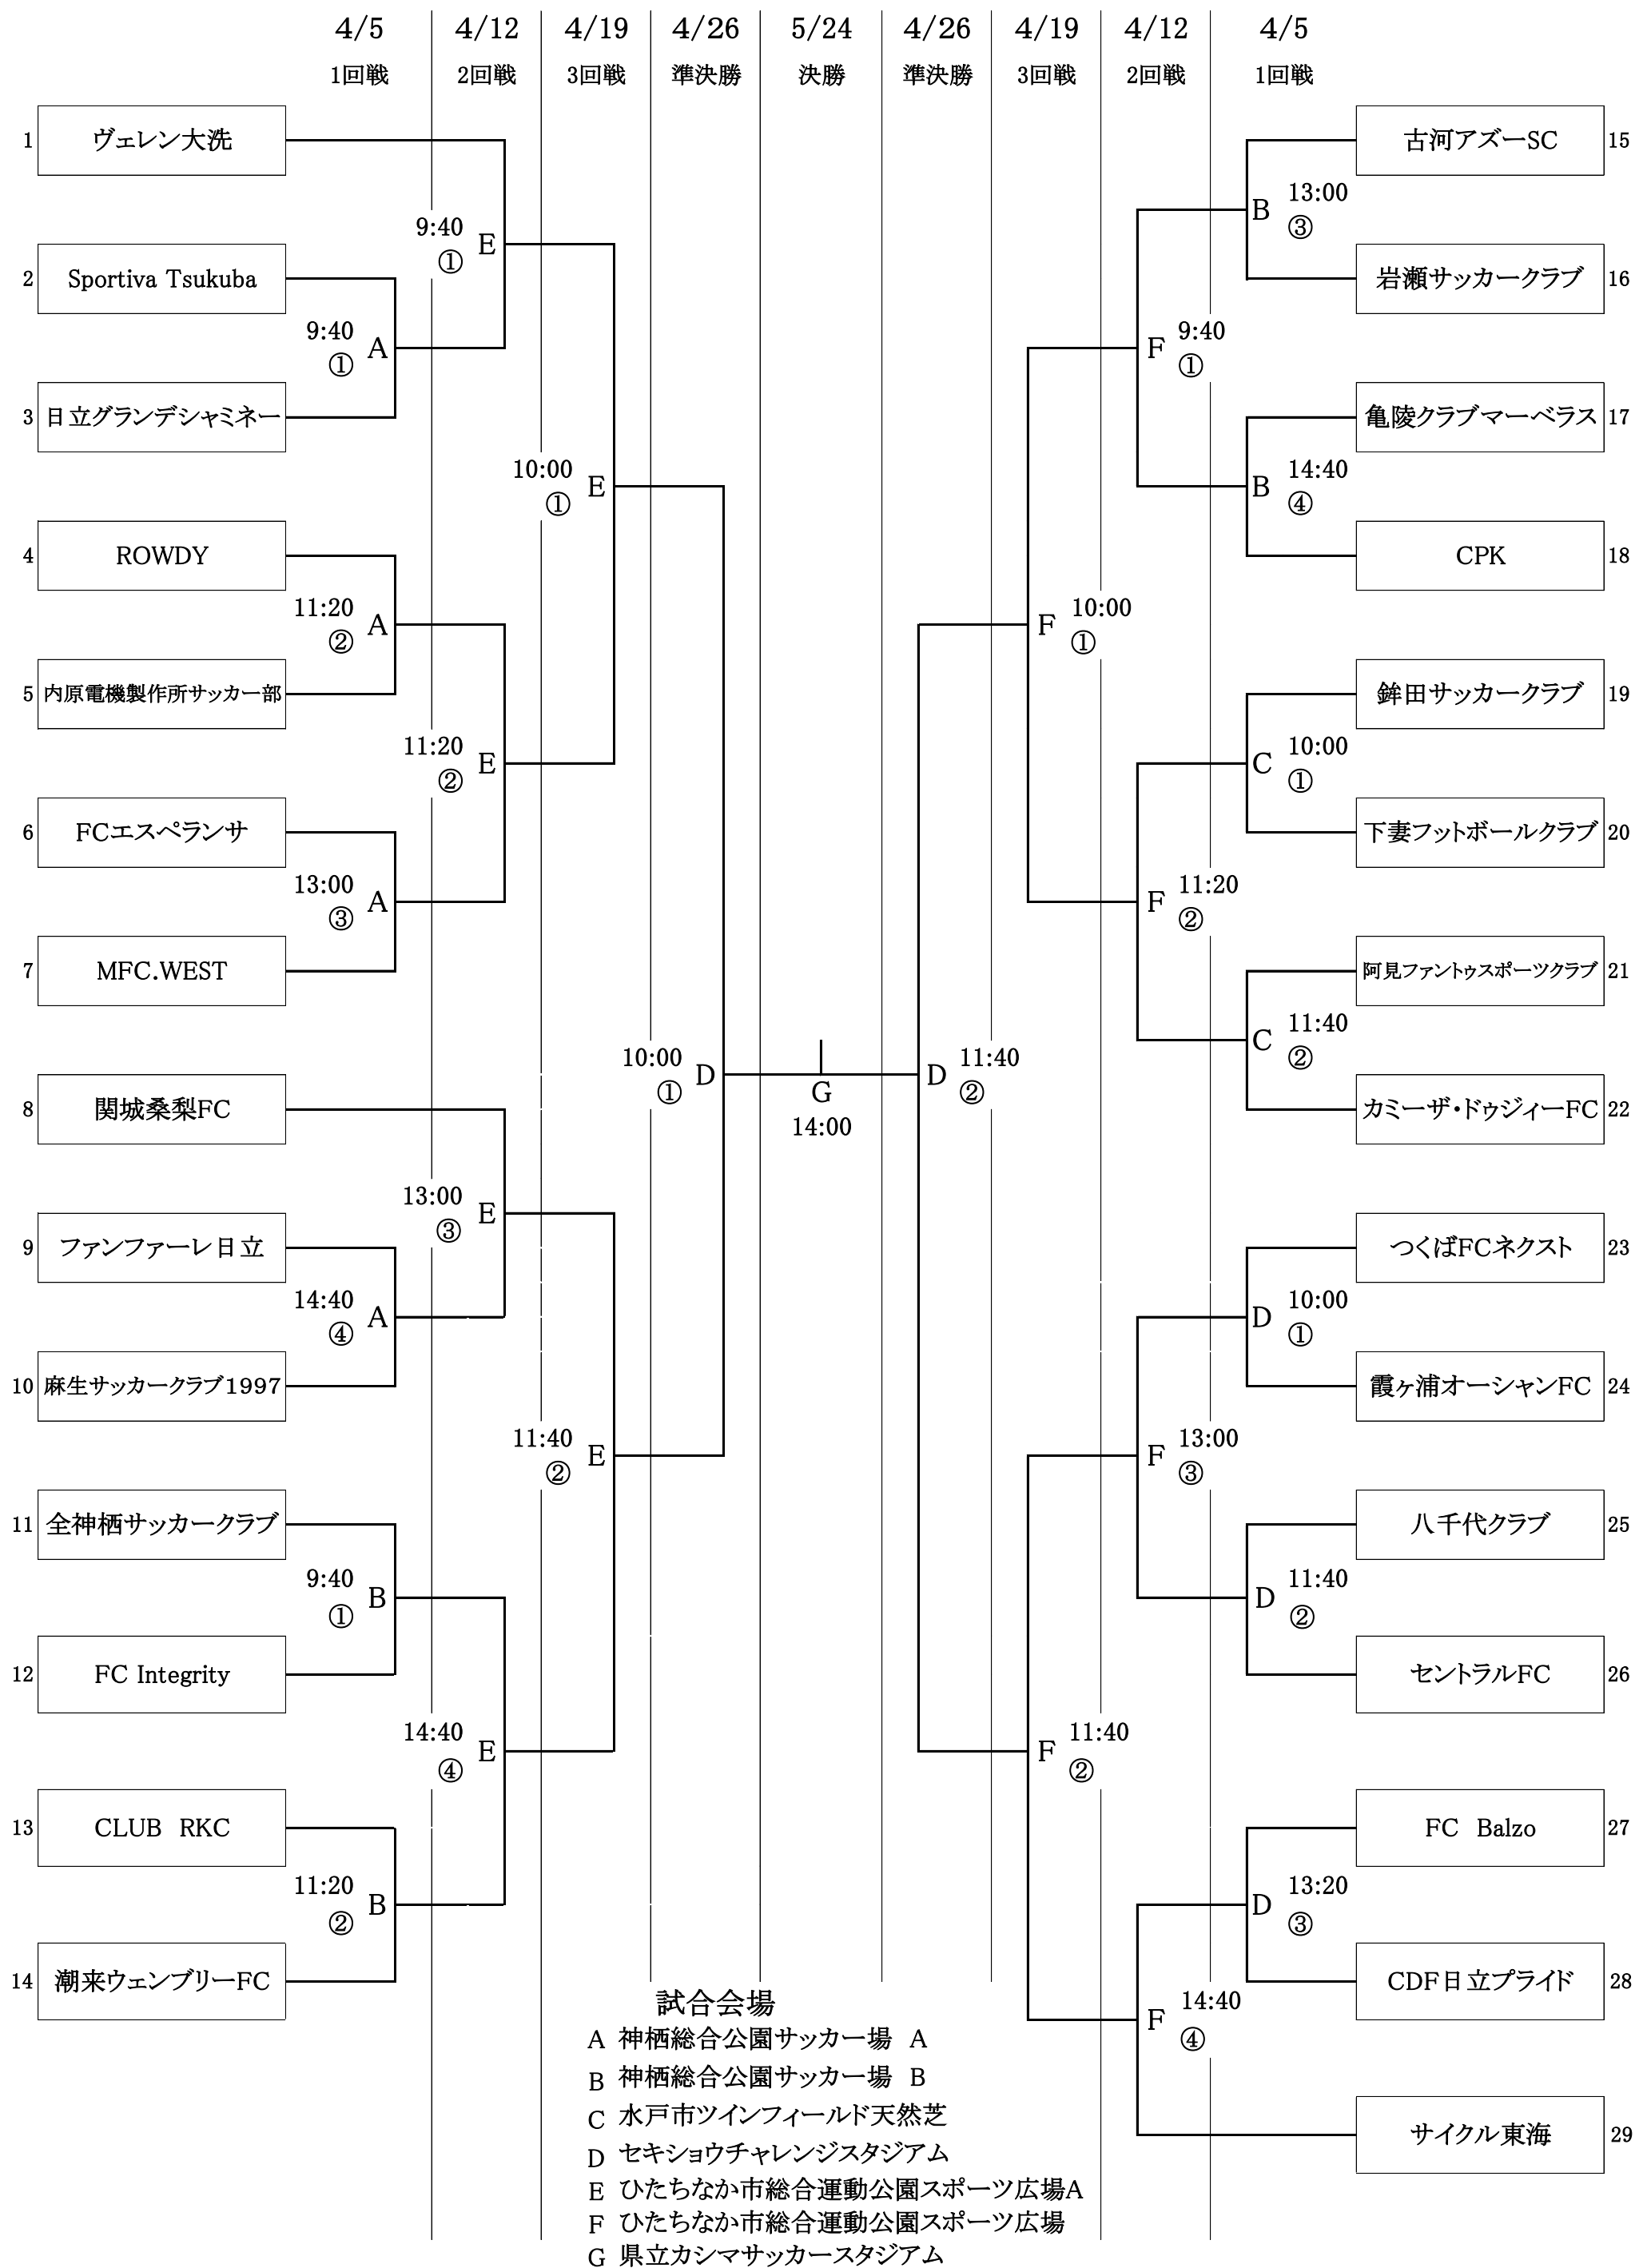 4/5 4/12 4/19 4/26 5/24 4/26 4/19 4/12 4/5
1回戦 2回戦 3回戦 準決勝 決勝 準決勝 3回戦 2回戦 1回戦
1 ヴェレン大洗
2 Sportiva Tsukuba
3 日立グランデシャミネー
4 ROWDY
5 内原電機製作所サッカー部
6 FCエスペランサ
7 MFC.WEST
8 関城桑梨FC
9 ファンファーレ日立
10 麻生サッカークラブ1997
11 全神栖サッカークラブ
12 FC Integrity
13 CLUB RKC
14 潮来ウェンブリーFC
9:40
① A
11:20
② A
13:00
③ A
14:40
④ A
9:40
① B
11:20
② B
9:40
① E
11:20
② E
13:00
③ E
14:40
④ E
10:00
① E
11:40
② E
10:00
① D
G
14:00
D 11:40
②
F 10:00
①
F 11:40
②
F 9:40
①
F 11:20
②
F 13:00
③
F 14:40
④
B 13:00
③
B 14:40
④
C 10:00
①
C 11:40
②
D 10:00
①
D 11:40
②
D 13:20
③
古河アズーSC 15
岩瀬サッカークラブ 16
亀陵クラブマーベラス 17
CPK 18
鉾田サッカークラブ 19
下妻フットボールクラブ 20
阿見ファントゥスポーツクラブ 21
カミーザ・ドゥジィーFC 22
つくばFCネクスト 23
霞ヶ浦オーシャンFC 24
八千代クラブ 25
セントラルFC 26
FC Balzo 27
CDF日立プライド 28
サイクル東海 29
試合会場
A 神栖総合公園サッカー場 A
B 神栖総合公園サッカー場 B
C 水戸市ツインフィールド天然芝
D セキショウチャレンジスタジアム
E ひたちなか市総合運動公園スポーツ広場A
F ひたちなか市総合運動公園スポーツ広場
G 県立カシマサッカースタジアム